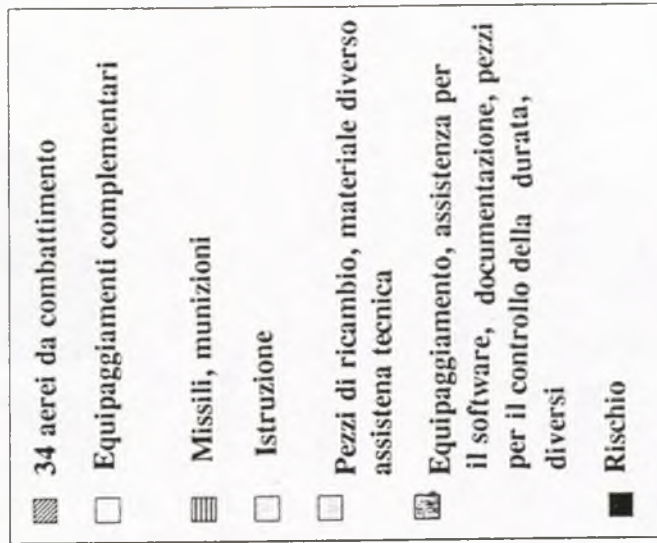 34 aerei da combattimento
Equipaggiamenti complementari
Missili, munizioni
Istruzione
Pezzi di ricambio, materiale diverso
assistena tecnica
Equipaggiamento, assistenza per
il software, documentazione, pezzi
per il controllo della durata,
diversi
Rischio